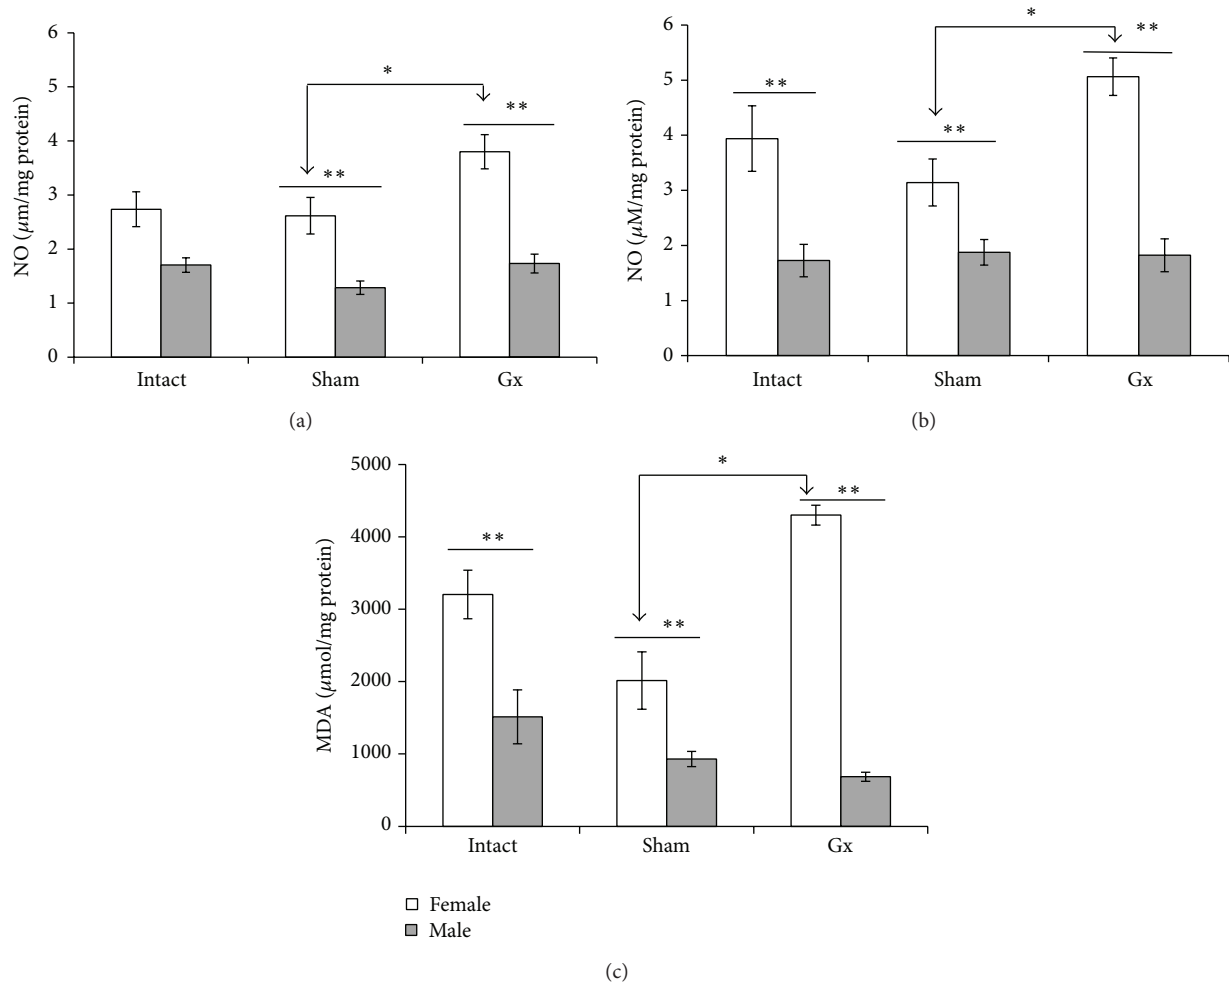 NO (µm/mg protein)
6
5
4
3
2
1
0
*
**
**
Intact Sham Gx
(a)
NO (µM/mg protein)
6
5
4
3
2
1
0
*
**
**
**
Intact Sham Gx
(b)
MDA (µmol/mg protein)
5000
4000
3000
2000
1000
0
*
**
**
**
Intact Sham Gx
Female
Male
(c)